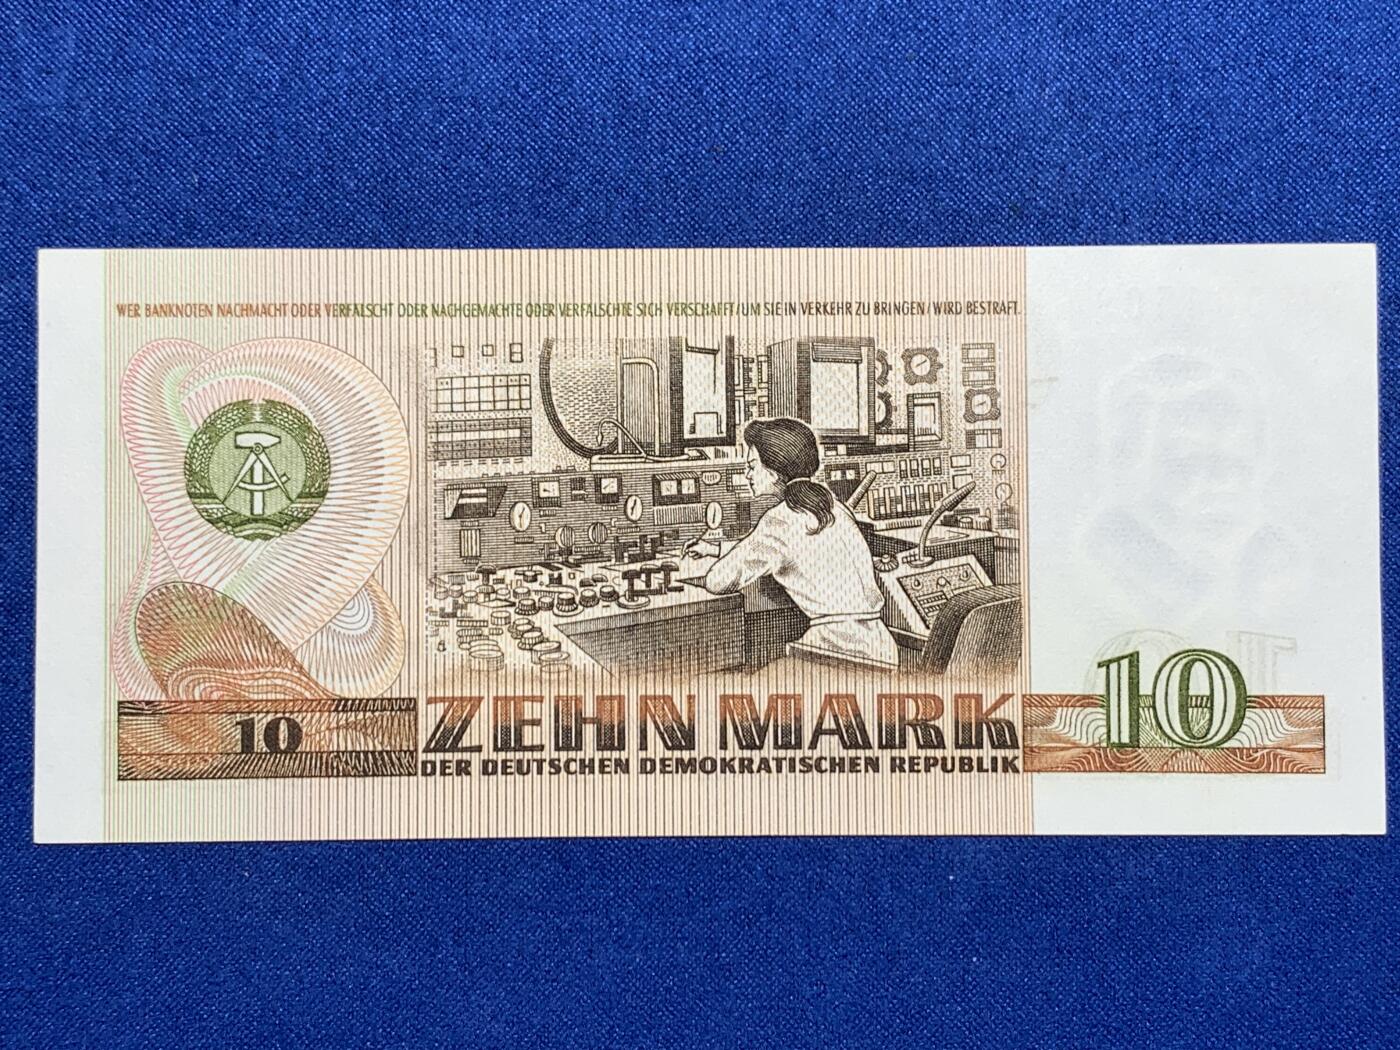 WER BANKNOTEN NACHMACHT ODER VERFÄLSCHT ODER NACHGEMACHTE ODER VERFÄLSCHTE SICH VERSCHAFFT/UM SIE IN VERKEHR ZU BRINGEN/WIRD BESTRAFT.
10
ZEHN MARK
DER DEUTSCHEN DEMOKRATISCHEN REPUBLIK
10